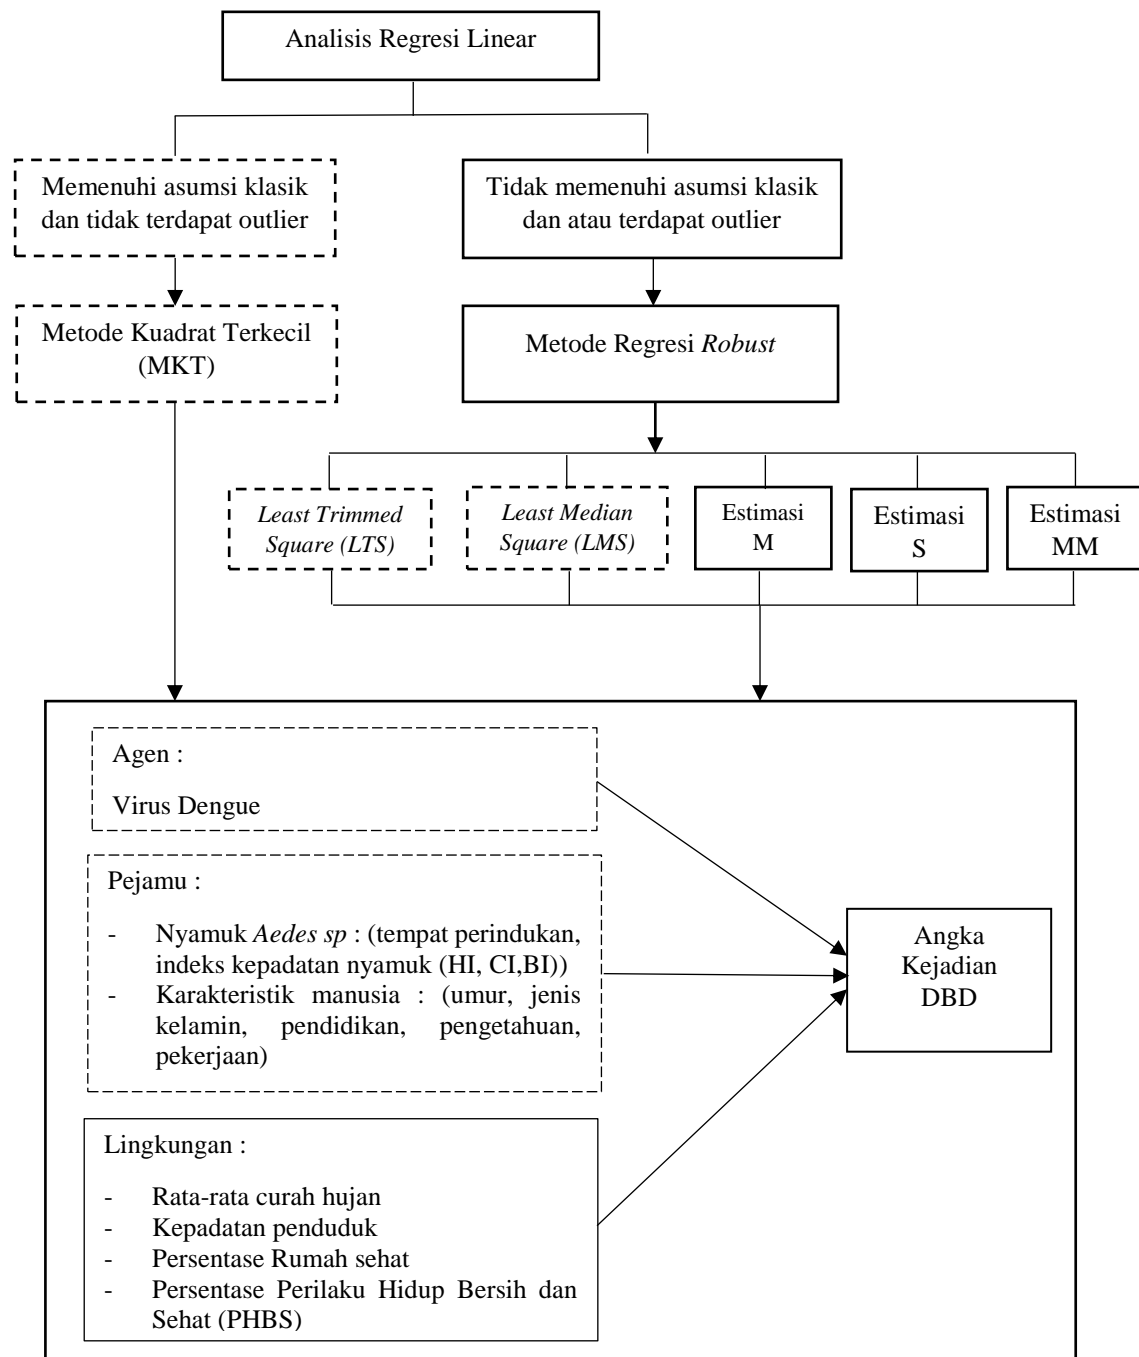 Analisis Regresi Linear
Memenuhi asumsi klasik
dan tidak terdapat outlier
Tidak memenuhi asumsi klasik
dan atau terdapat outlier
Metode Kuadrat Terkecil
(MKT)
Metode Regresi Robust
Least Trimmed
Square (LTS)
Least Median
Square (LMS)
Estimasi
M
Estimasi
S
Estimasi
MM
Agen :
Virus Dengue
Pejamu :
- Nyamuk Aedes sp : (tempat perindukan,
indeks kepadatan nyamuk (HI, CI,BI))
- Karakteristik manusia : (umur, jenis
kelamin, pendidikan, pengetahuan,
pekerjaan)
Angka
Kejadian
DBD
Lingkungan :
- Rata-rata curah hujan
- Kepadatan penduduk
- Persentase Rumah sehat
- Persentase Perilaku Hidup Bersih dan
Sehat (PHBS)